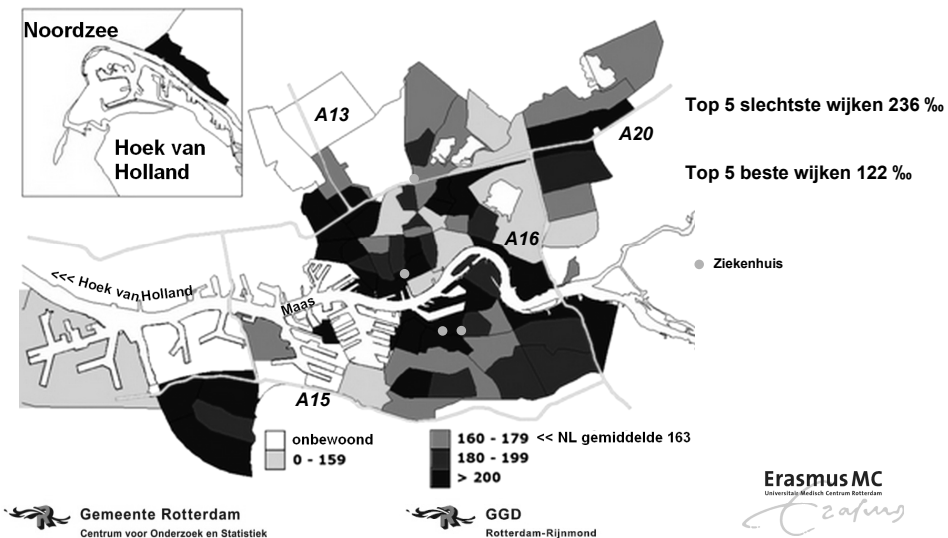 Noordzee
Hoek van
Holland
A13
A20
Top 5 slechtste wijken 236 ‰
Top 5 beste wijken 122 ‰
A16
Ziekenhuis
<<< Hoek van Holland
Maas
A15
onbewoond
0 - 159
160 - 179 << NL gemiddelde 163
180 - 199
> 200
Erasmus MC
Universitair Medisch Centrum Rotterdam
Erasmus
Gemeente Rotterdam
Centrum voor Onderzoek en Statistiek
GGD
Rotterdam-Rijnmond